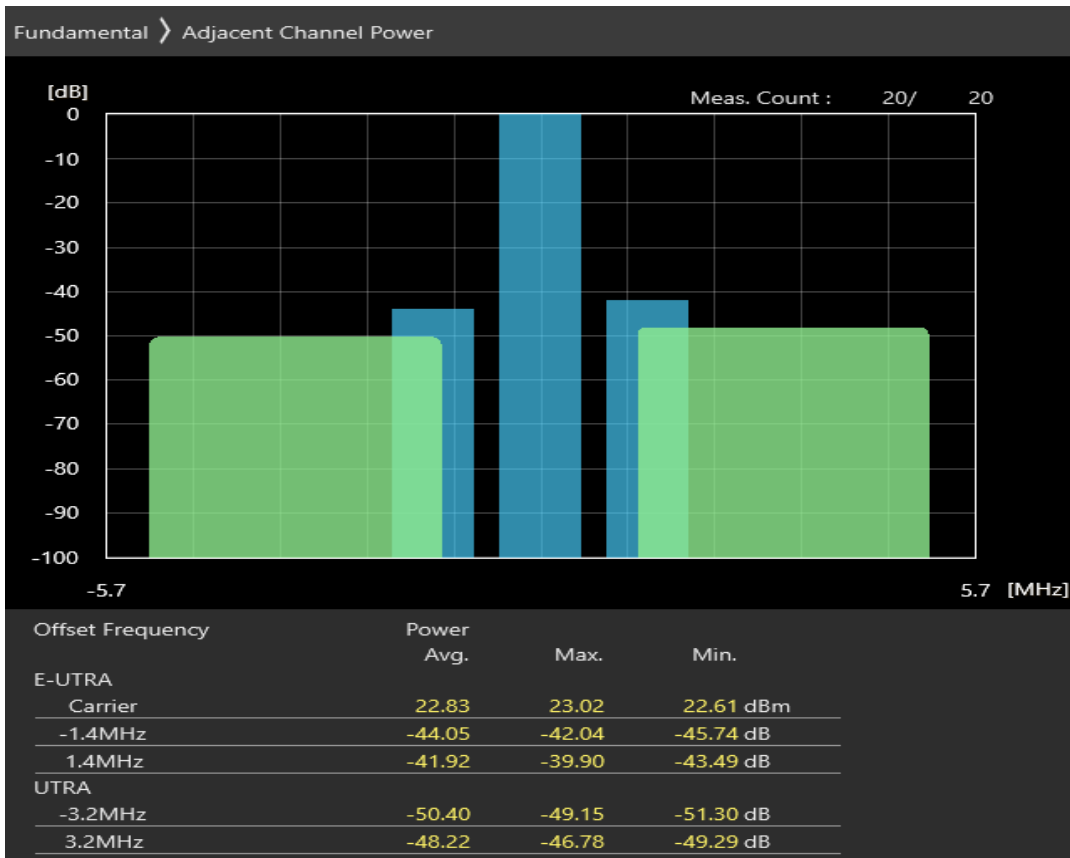 Fundamental 〉 Adjacent Channel Power
[dB]
Meas. Count : 20/ 20
0
-10
-20
-30
-40
-50
-60
-70
-80
-90
-100
-5.7 5.7 [MHz]
Offset Frequency Power
Avg. Max. Min.
E-UTRA
Carrier 22.83 23.02 22.61 dBm
-1.4MHz -44.05 -42.04 -45.74 dB
1.4MHz -41.92 -39.90 -43.49 dB
UTRA
-3.2MHz -50.40 -49.15 -51.30 dB
3.2MHz -48.22 -46.78 -49.29 dB